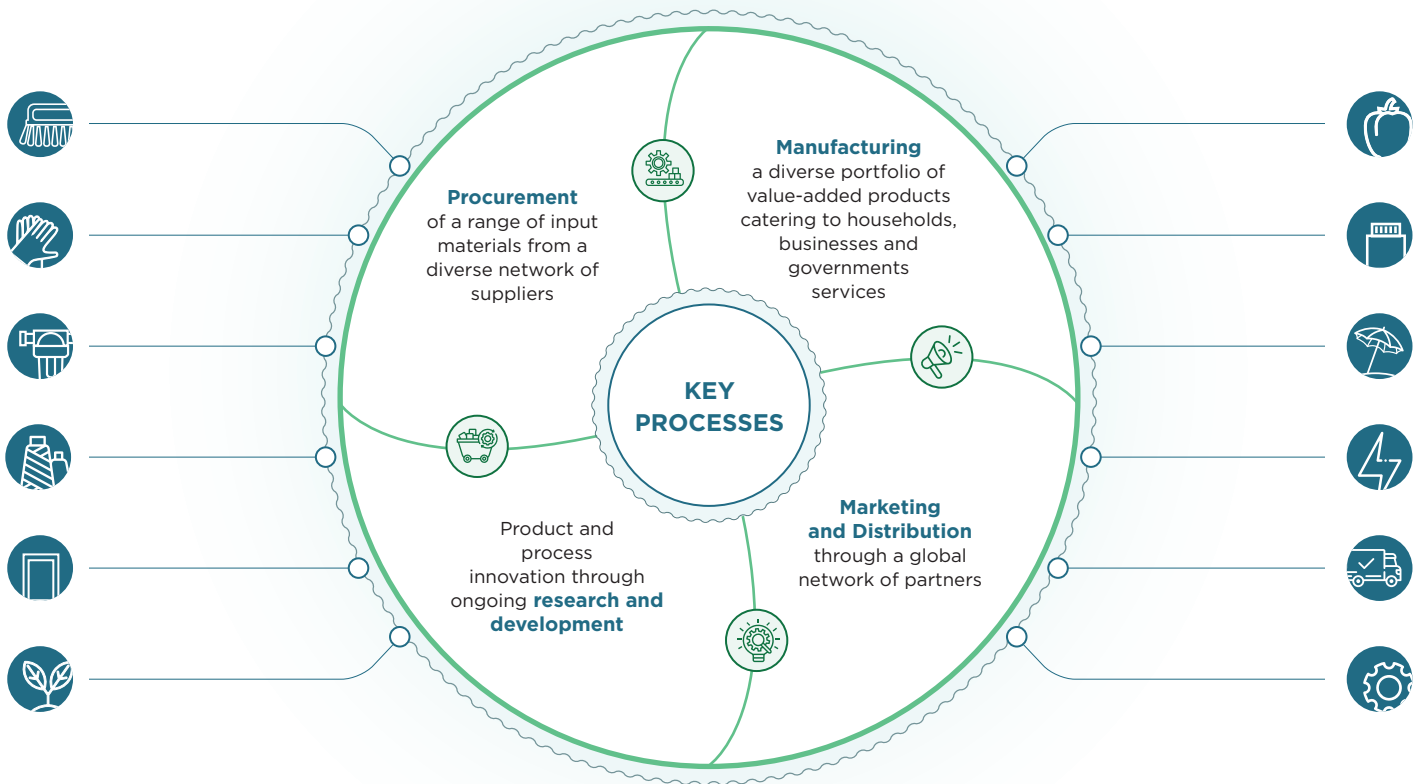 Procurement
of a range of input
materials from a
diverse network of
suppliers
Manufacturing
a diverse portfolio of
value-added products
catering to households,
businesses and
governments
services
KEY
PROCESSES
Product and
process
innovation through
ongoing research and
development
Marketing
and Distribution
through a global
network of partners